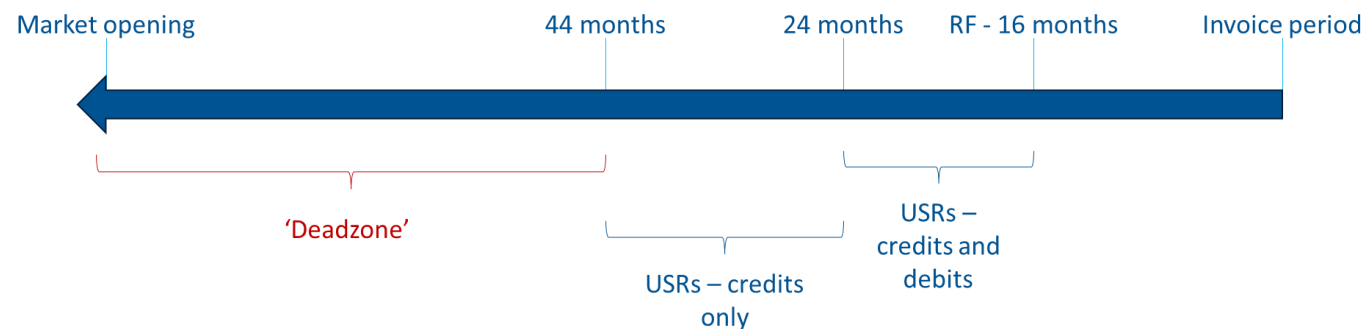 Market opening
44 months
24 months
RF - 16 months
Invoice period
‘Deadzone’
USRs – credits
only
USRs –
credits and
debits